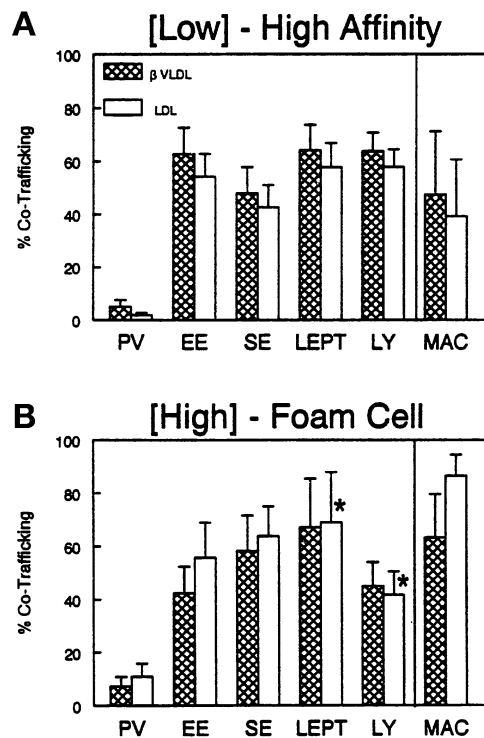 A [Low] - High Affinity
100
80
60
40
20
0
% Co-Trafficking
β VLDL
LDL
PV EE SE LEPT LY MAC
B [High] - Foam Cell
100
80
60
40
20
0
% Co-Trafficking
*
*
PV EE SE LEPT LY MAC